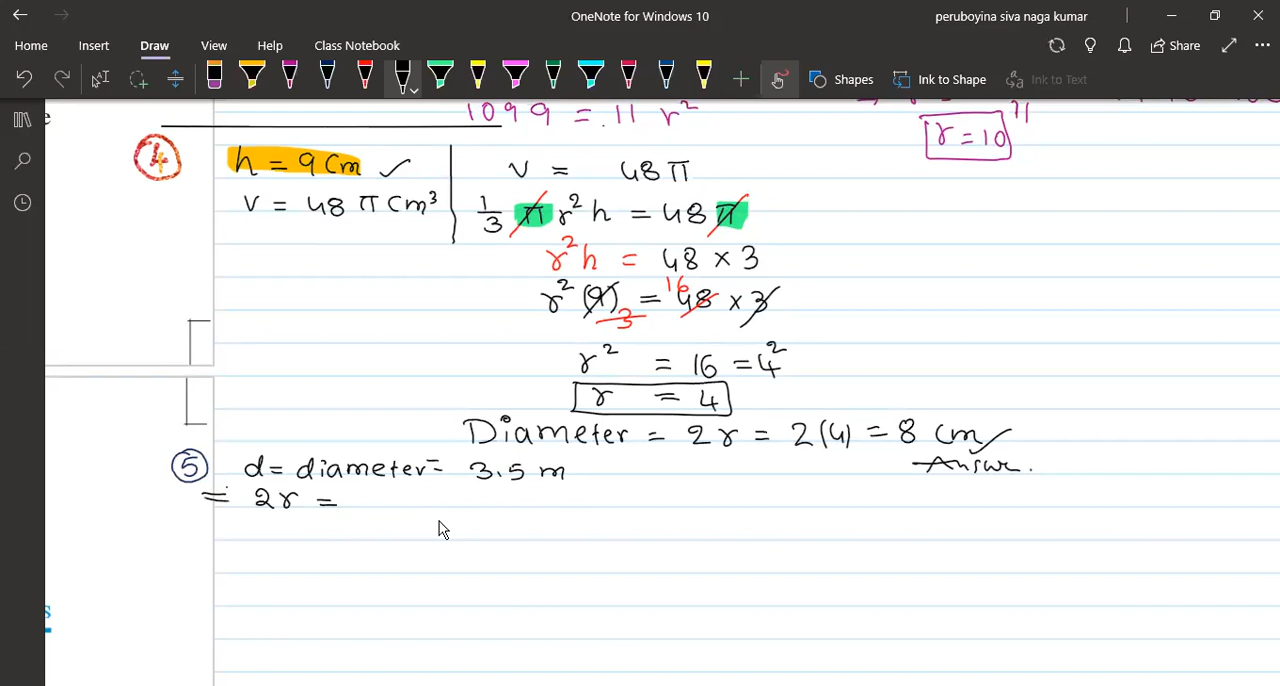 OneNote for Windows 10
peruboyina siva naga kumar
Home Insert Draw View Help Class Notebook
Share
Shapes
Ink to Shape
Ink to Text
1099 = .11 r²
r = 10
④
h = 9 Cm ✓
V = 48 π Cm³
V = 48 π
1/3 π r² h = 48 π
r² h = 48 × 3
r² (9) 3 = 16 48 × 3
r² = 16 = 4²
r = 4
Diameter = 2r = 2(4) = 8 cm
Answer.
⑤ d = diameter = 3.5 m
= 2r =